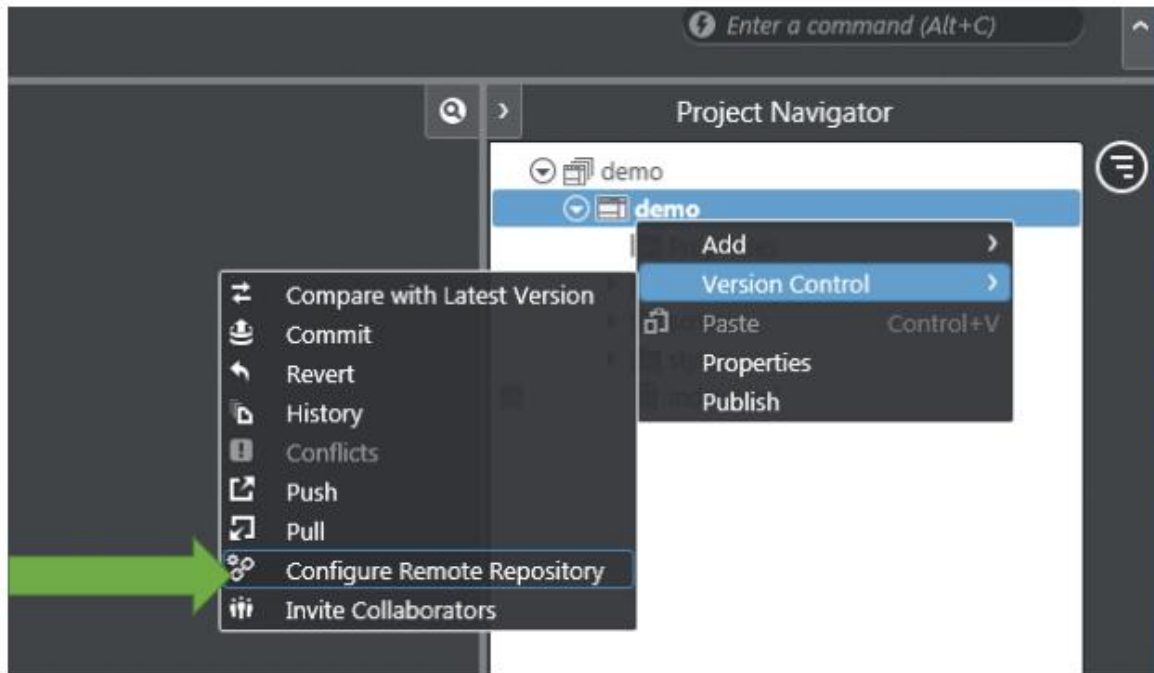 Enter a command (Alt+C)
Project Navigator
demo
demo
Add
Version Control
Paste Control+V
Properties
Publish
Compare with Latest Version
Commit
Revert
History
Conflicts
Push
Pull
Configure Remote Repository
Invite Collaborators